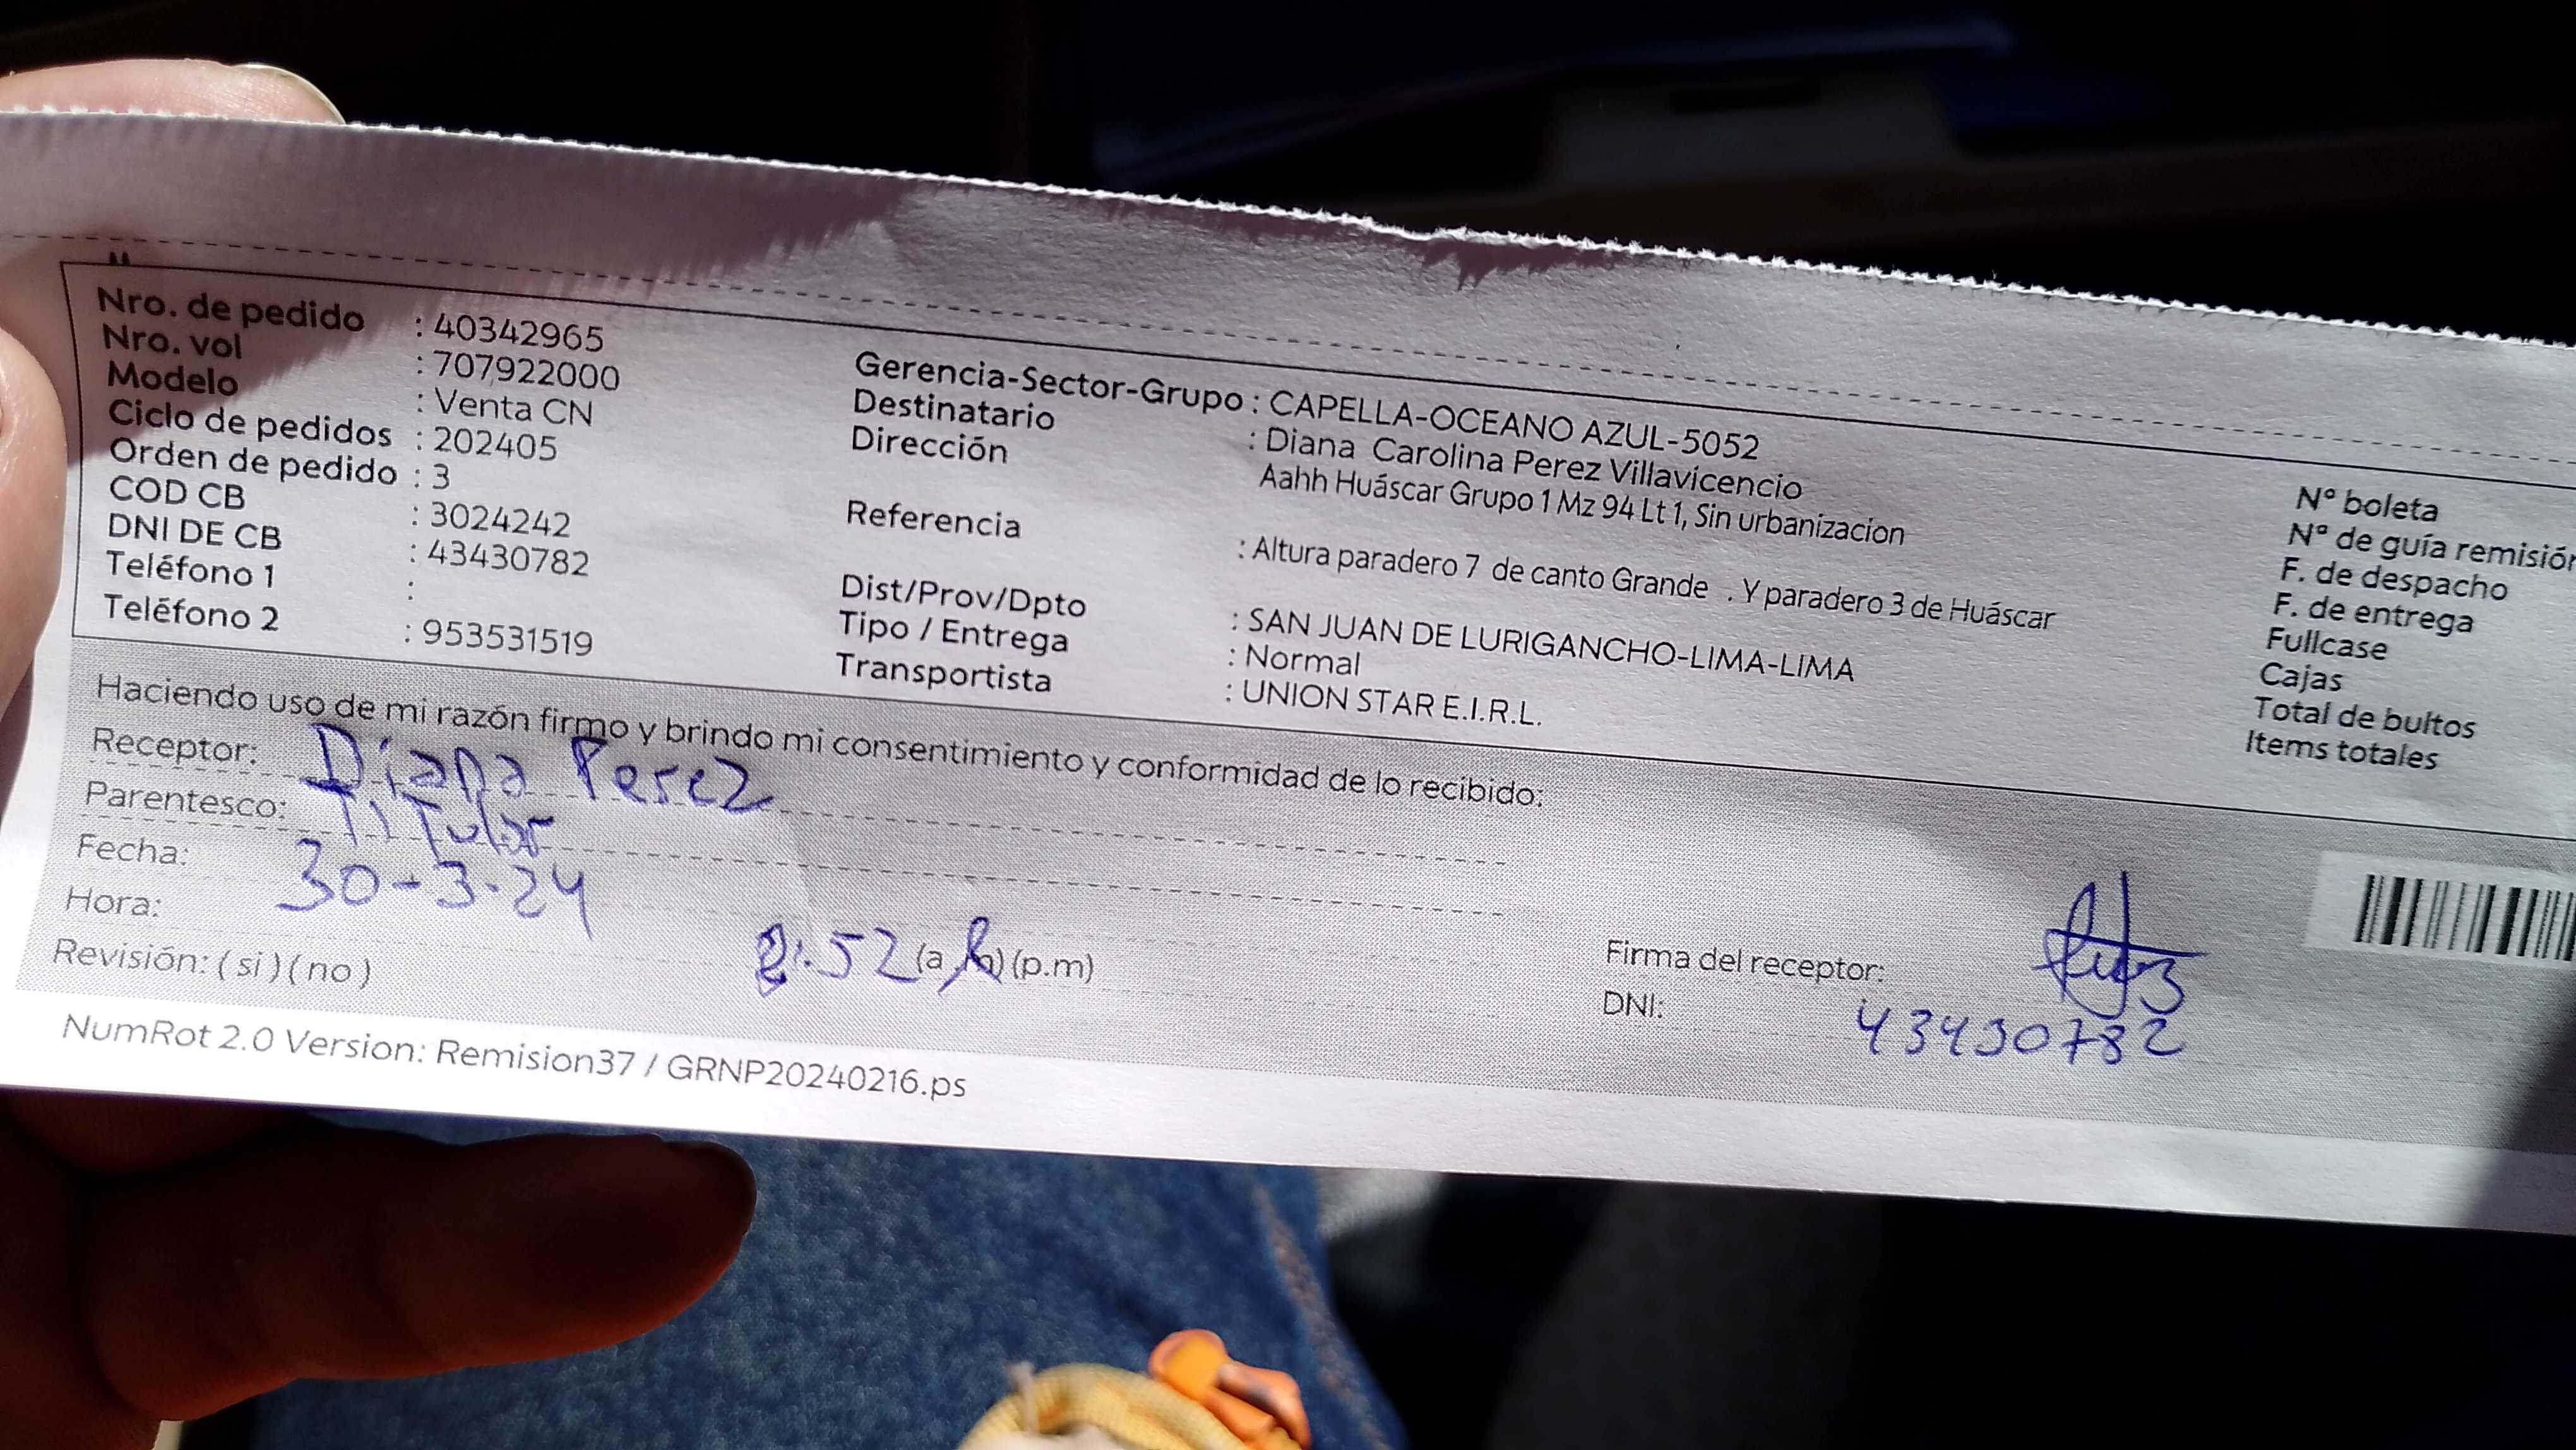 Nro. de pedido : 40342965
Nro. vol : 707922000
Modelo : Venta CN
Ciclo de pedidos : 202405
Orden de pedido : 3
COD CB : 3024242
DNI DE CB : 43430782
Teléfono 1 :
Teléfono 2 : 953531519
Gerencia-Sector-Grupo : CAPELLA-OCEANO AZUL-5052
Destinatario : Diana Carolina Perez Villavicencio
Dirección Aahh Huáscar Grupo 1 Mz 94 Lt 1, Sin urbanizacion
Referencia : Altura paradero 7 de canto Grande . Y paradero 3 de Huáscar
Dist/Prov/Dpto : SAN JUAN DE LURIGANCHO-LIMA-LIMA
Tipo / Entrega : Normal
Transportista : UNION STAR E.I.R.L.
N° boleta
N° de guía remisión
F. de despacho
F. de entrega
Fullcase
Cajas
Total de bultos
Items totales
Haciendo uso de mi razón firmo y brindo mi consentimiento y conformidad de lo recibido:
Receptor: Diana Perez
Parentesco: TiTular
Fecha: 30-3-24
Hora: :52 (a )(p.m)
Revisión: ( si ) ( no )
Firma del receptor:
DNI: 43430782
NumRot 2.0 Version: Remision37 / GRNP20240216.ps